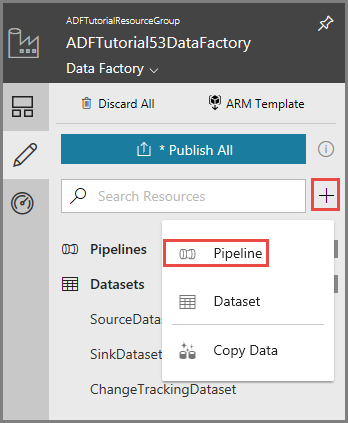 ADFTutorialResourceGroup
ADFTutorial53DataFactory
Data Factory
Discard All ARM Template
* Publish All
Search Resources
Pipelines
Pipeline
Datasets
Dataset
SourceData
SinkDataset
Copy Data
ChangeTrackingDataset